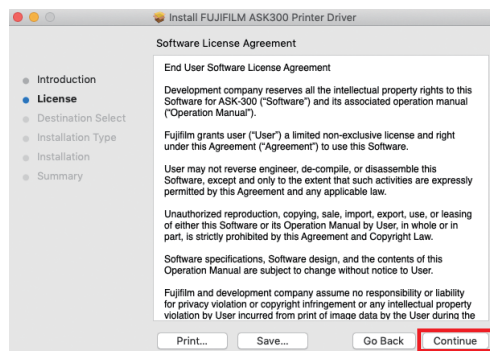 Install FUJIFILM ASK300 Printer Driver
Software License Agreement
Introduction
License
Destination Select
Installation Type
Installation
Summary
End User Software License Agreement
Development company reserves all the intellectual property rights to this
Software for ASK-300 (“Software”) and its associated operation manual
(“Operation Manual”).
Fujifilm grants user (“User”) a limited non-exclusive license and right
under this Agreement (“Agreement”) to use this Software.
User may not reverse engineer, de-compile, or disassemble this
Software, except and only to the extent that such activities are expressly
permitted by this Agreement and any applicable law.
Unauthorized reproduction, copying, sale, import, export, use, or leasing
of either this Software or its Operation Manual by User, in whole or in
part, is strictly prohibited by this Agreement and Copyright Law.
Software specifications, Software design, and the contents of this
Operation Manual are subject to change without notice to User.
Fujifilm and development company assume no responsibility or liability
for privacy violation or copyright infringement or any intellectual property
violation by User incurred from print of image data by the User during the
Print...
Save...
Go Back
Continue